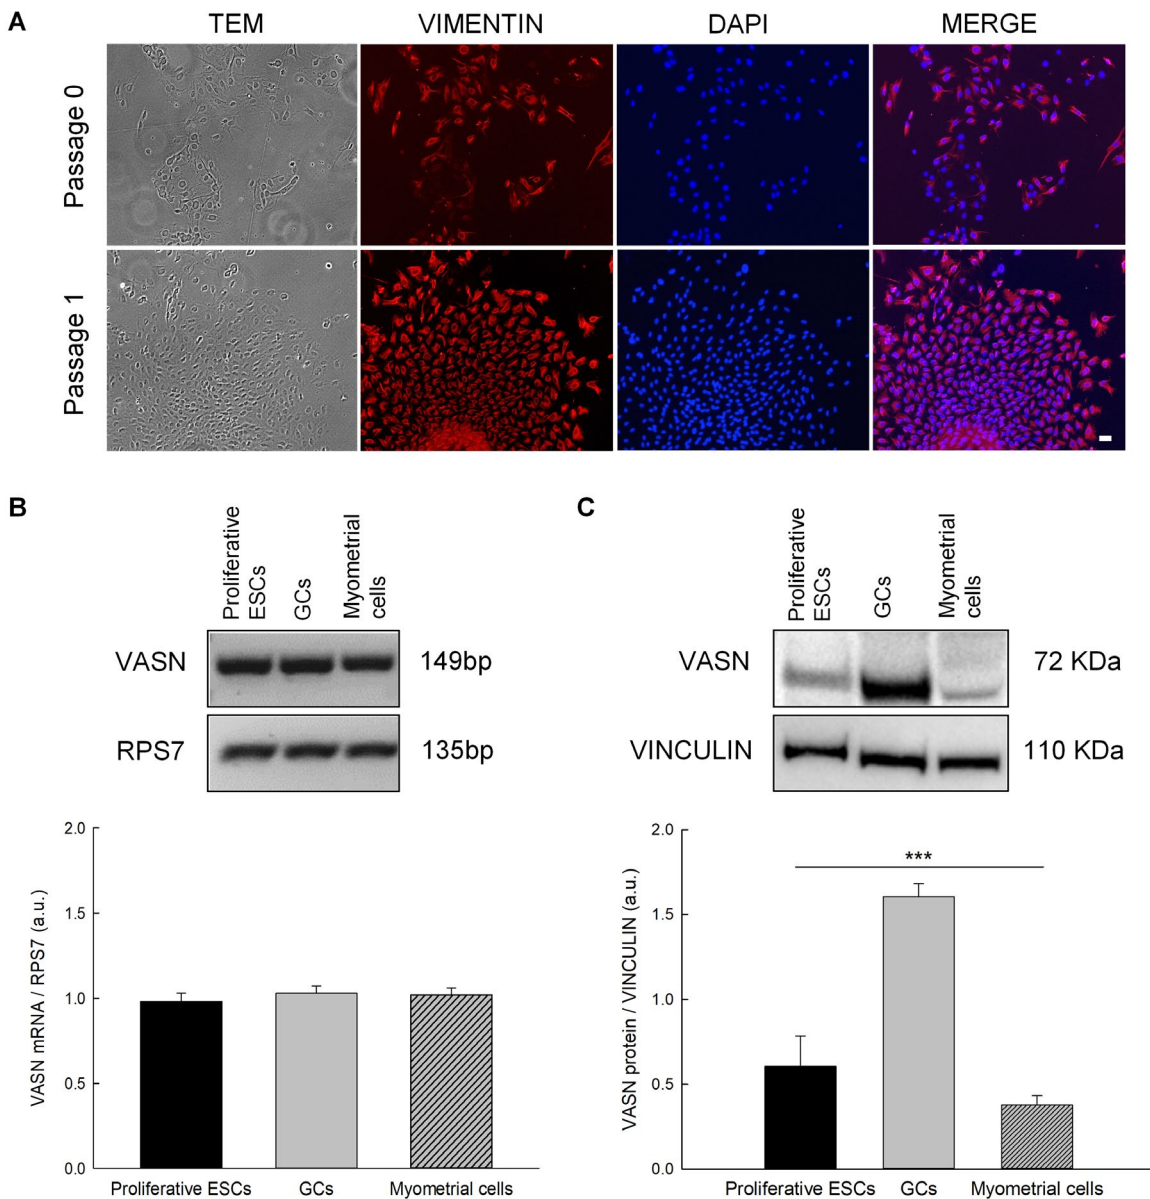 A
TEM
VIMENTIN
DAPI
MERGE
Passage 0
Passsage 1
B
Proliferative
ESCs
GCs
Myometrial
cells
VASN
149bp
RPS7
135bp
2.0
1.5
1.0
0.5
0.0
VASN mRNA / RPS7 (a.u.)
Proliferative ESCs
GCs
Myometrial cells
C
Proliferative
ESCs
GCs
Myometrial
cells
VASN
72 KDa
VINCULIN
110 KDa
2.0
1.5
1.0
0.5
0.0
VASN protein / VINCULIN (a.u.)
***
Proliferative ESCs
GCs
Myometrial cells